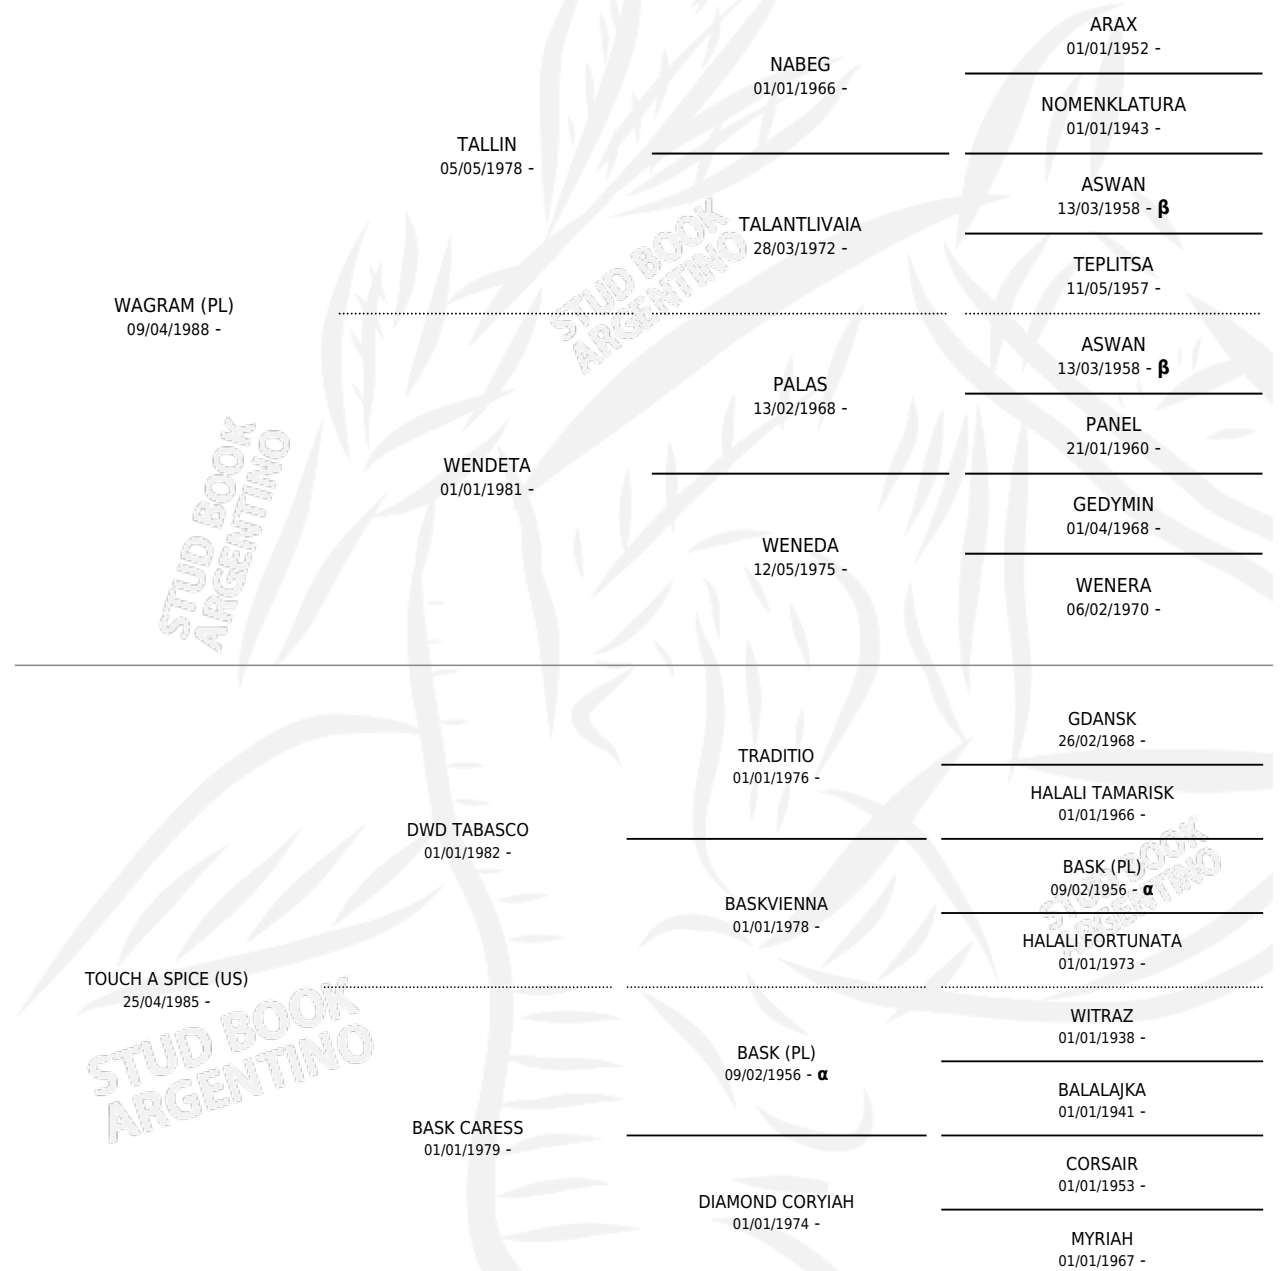 ARAX
01/01/1952 -
NABEG
01/01/1966 -
NOMENKLATURA
01/01/1943 -
TALLIN
05/05/1978 -
ASWAN
13/03/1958 - β
TALANTLIVAIA
28/03/1972 -
TEPLITSA
11/05/1957 -
WAGRAM (PL)
09/04/1988 -
ASWAN
13/03/1958 - β
PALAS
13/02/1968 -
PANEL
21/01/1960 -
WENDETA
01/01/1981 -
GEDYMIN
01/04/1968 -
WENEDA
12/05/1975 -
WENERA
06/02/1970 -
GDANSK
26/02/1968 -
TRADITIO
01/01/1976 -
HALALI TAMARISK
01/01/1966 -
DWD TABASCO
01/01/1982 -
BASK (PL)
09/02/1956 - α
BASKVIENNA
01/01/1978 -
HALALI FORTUNATA
01/01/1973 -
TOUCH A SPICE (US)
25/04/1985 -
WITRAZ
01/01/1938 -
BASK (PL)
09/02/1956 - α
BALALAJKA
01/01/1941 -
BASK CARESS
01/01/1979 -
CORSAIR
01/01/1953 -
DIAMOND CORYIAH
01/01/1974 -
MYRIAH
01/01/1967 -
STUD BOOK
ARGENTINO
STUD BOOK
ARGENTINO
STUD BOOK
ARGENTINO
STUD BOOK
ARGENTINO